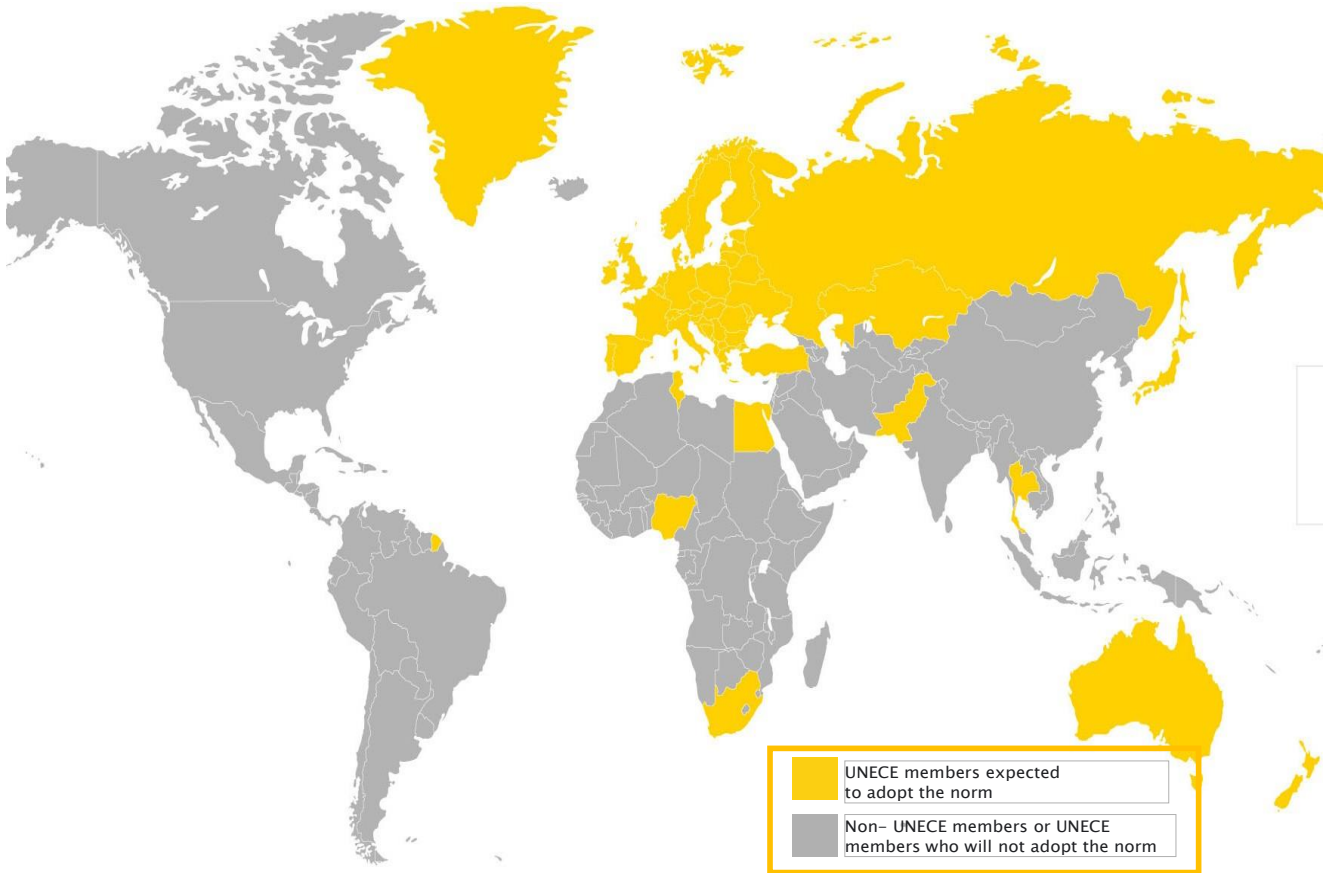 UNECE members expected
to adopt the norm
Non- UNECE members or UNECE
members who will not adopt the norm